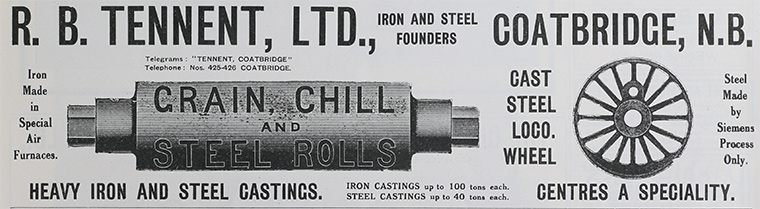 R. B. TENNENT, LTD., IRON AND STEEL FOUNDERS COATBRIDGE, N.B.
Telegrams: "TENNENT, COATBRIDGE"
Telephone: Nos. 425-426 COATBRIDGE.
Iron
Made
in
Special
Air
Furnaces.
GRAIN, CHILL
AND
STEEL ROLLS
CAST
STEEL
LOCO.
WHEEL
Steel
Made
by
Siemens
Process
Only.
HEAVY IRON AND STEEL CASTINGS.
IRON CASTINGS up to 100 tons each.
STEEL CASTINGS up to 40 tons each.
CENTRES A SPECIALITY.